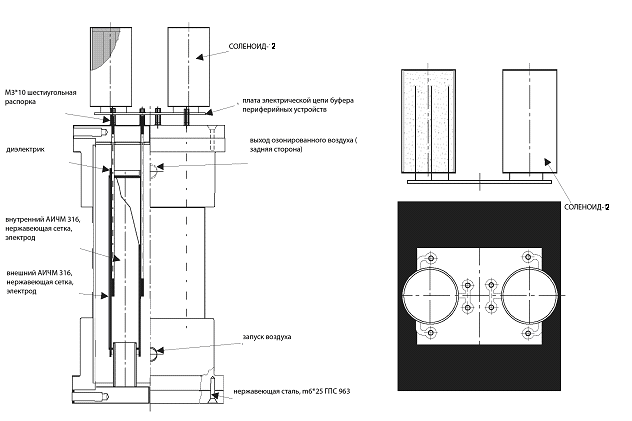 СОЛЕНОИД-'2
М3*10 шестиугольная
распорка
плата электрической цепи буфера
периферийных устройств
диэлектрик
выход озонированного воздуха (
задняя сторона)
внутренний АИЧМ 316,
нержавеющая сетка,
электрод
внешний АИЧМ 316,
нержавеющая сетка,
электрод
запуск воздуха
нержавеющая сталь, m6*25 ГПС 963
СОЛЕНОИД-2